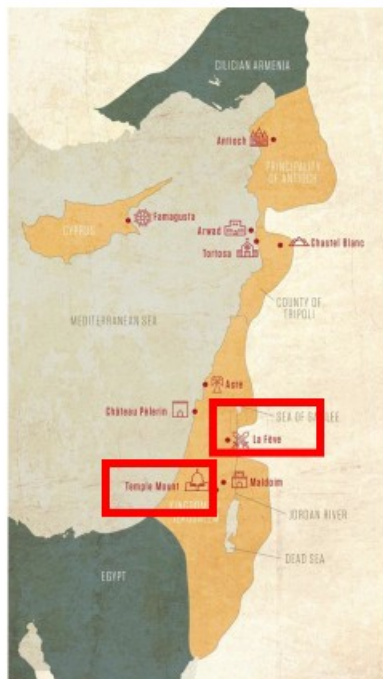 CILICIAN ARMENIA
Antioch
PRINCIPALITY
OF ANTIOCH
Famagusta
CYPRUS
Arwad
Tortosa
Chastel Blanc
COUNTY OF
TRIPOLI
MEDITERRANEAN SEA
Acre
Château Pèlerin
SEA OF GALILEE
La Fève
Temple Mount
Maldoim
KINGDOM
JORDAN RIVER
DEAD SEA
EGYPT